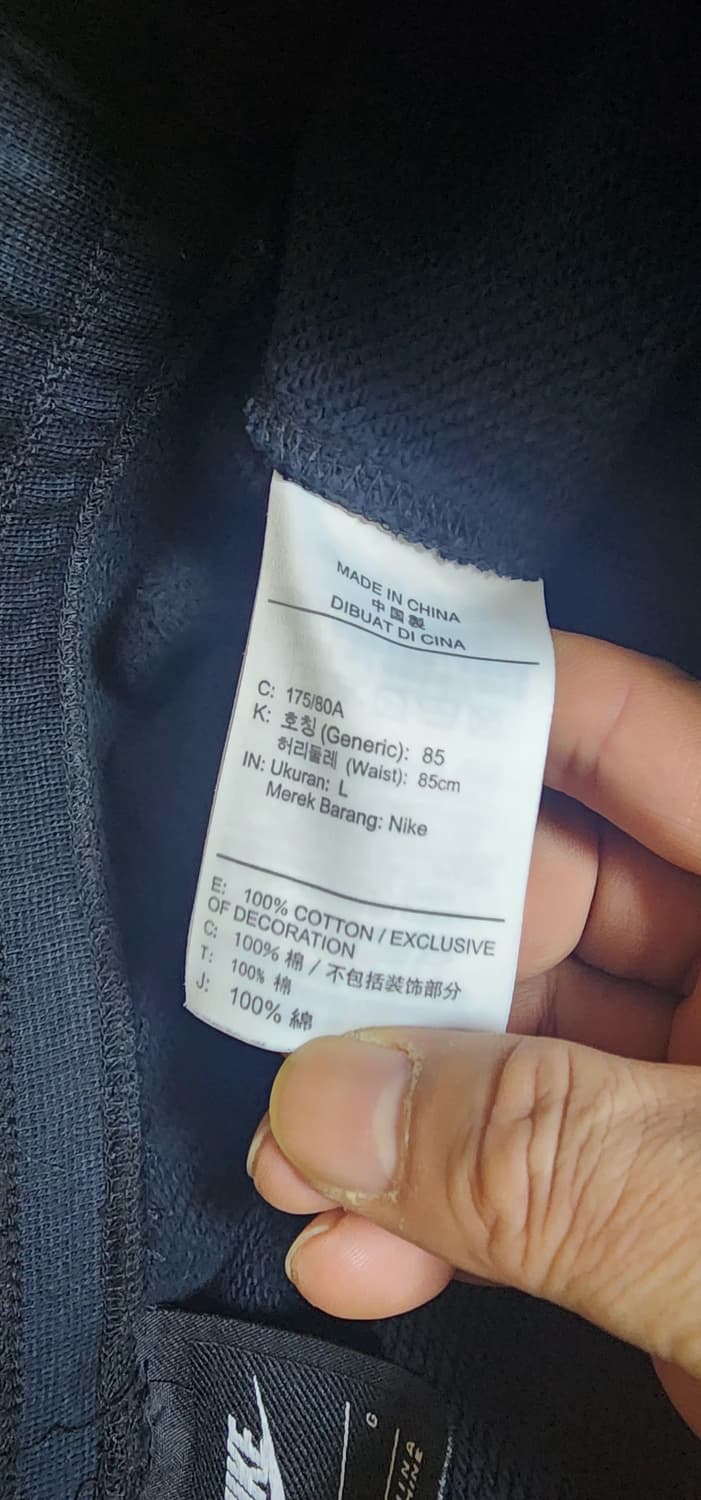 MADE IN CHINA
中国製
DIBUAT DI CINA
C: 175/80A
K: 호칭 (Generic): 85
허리둘레 (Waist): 85cm
IN: Ukuran: L
Merek Barang: Nike
E: 100% COTTON / EXCLUSIVE
OF DECORATION
C: 100% 棉 / 不包括装饰部分
T: 100% 棉
J: 100% 綿
NIKE
G